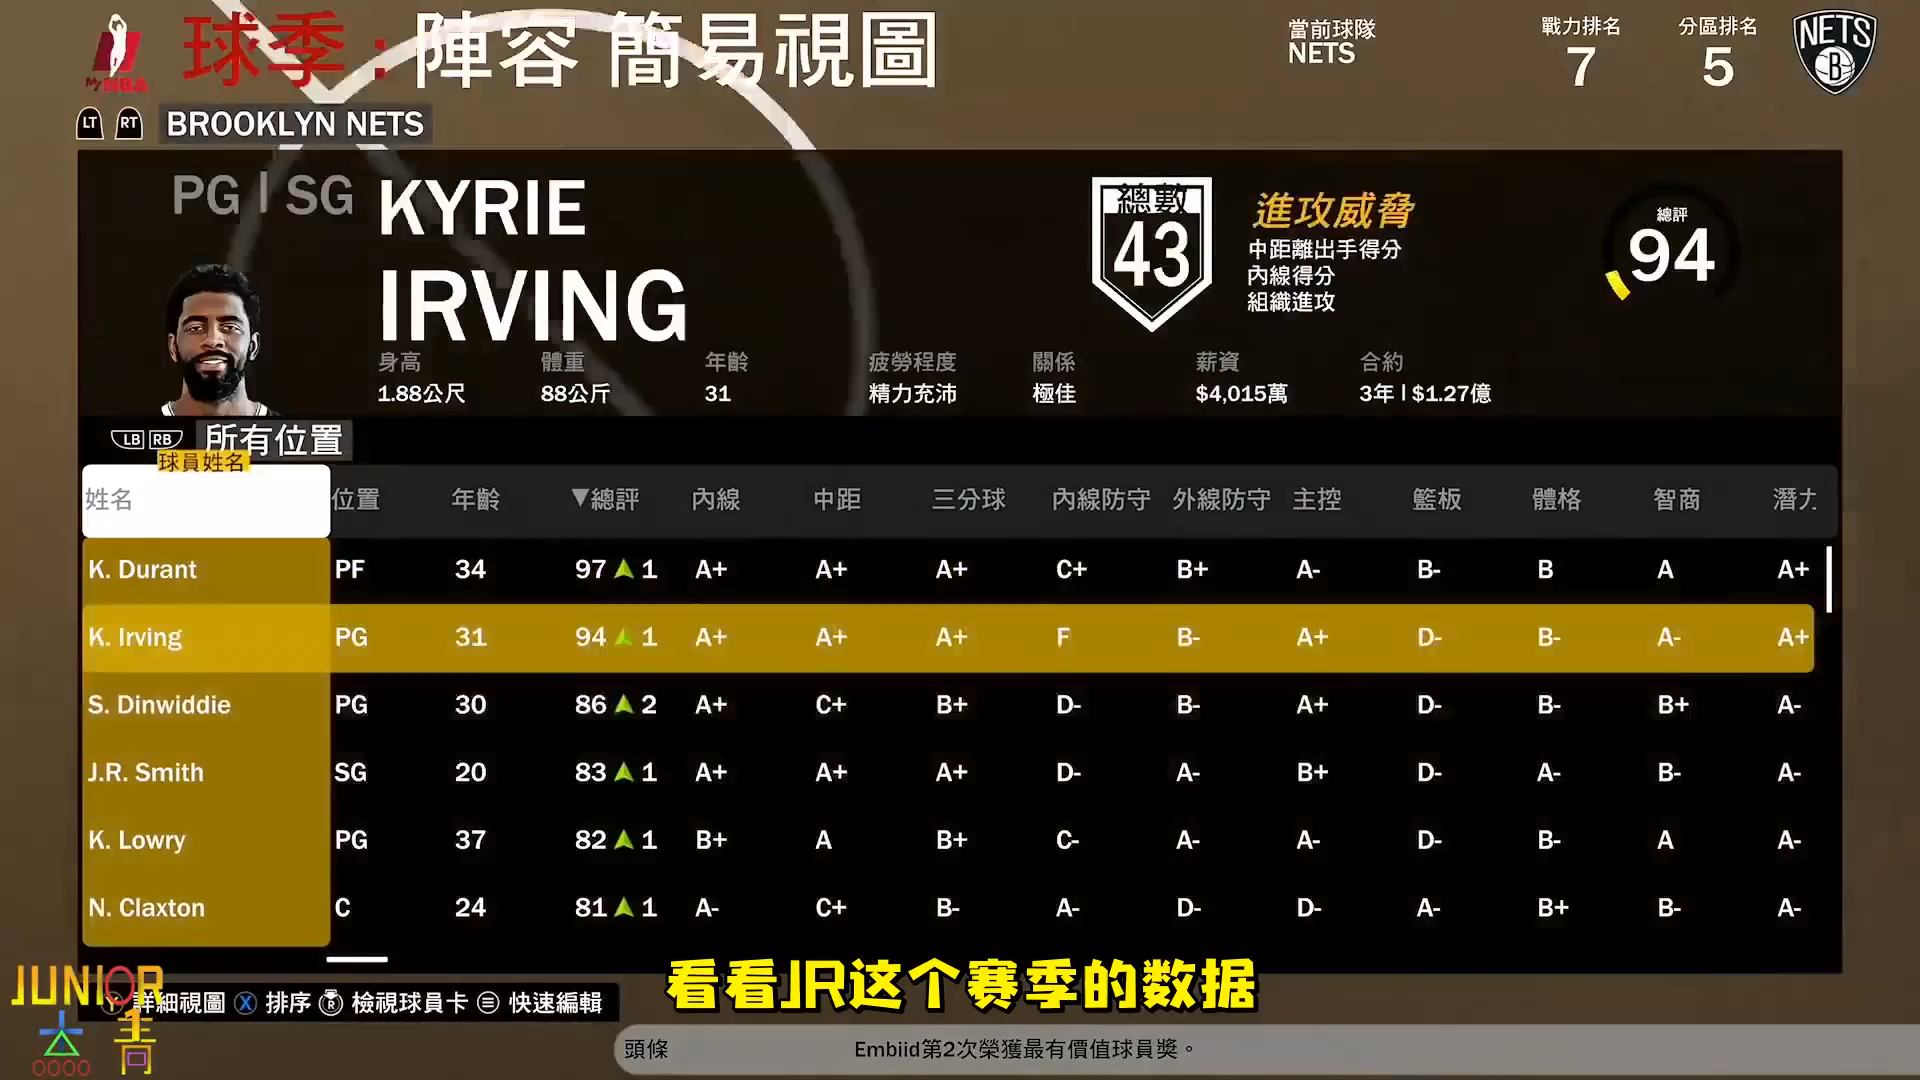 My NBA
球季：陣容 簡易視圖
當前球隊
NETS
戰力排名
7
分區排名
5
NETS
B
LT RT BROOKLYN NETS
PG | SG
KYRIE
IRVING
總數
43
進攻威脅
中距離出手得分
內線得分
組織進攻
總評
94
身高 體重 年齡 疲勞程度 關係 薪資 合約
1.88公尺 88公斤 31 精力充沛 極佳 $4,015萬 3年 | $1.27億
LB RB 所有位置
球員姓名
姓名 位置 年齡 ▼總評 內線 中距 三分球 內線防守 外線防守 主控 籃板 體格 智商 潛力
K. Durant PF 34 97 ▲ 1 A+ A+ A+ C+ B+ A- B- B A A+
K. Irving PG 31 94 ▲ 1 A+ A+ A+ F B- A+ D- B- A- A+
S. Dinwiddie PG 30 86 ▲ 2 A+ C+ B+ D- B- A+ D- B- B+ A-
J.R. Smith SG 20 83 ▲ 1 A+ A+ A+ D- A- B+ D- A- B- A-
K. Lowry PG 37 82 ▲ 1 B+ A B+ C- A- A- D- B- A A-
N. Claxton C 24 81 ▲ 1 A- C+ B- A- D- D- A- B+ B- A-
看看JR这个赛季的数据
JUNIOR
Y 詳細視圖 X 排序 R 檢視球員卡 快速編輯
頭條 Embiid第2次榮獲最有價值球員獎。